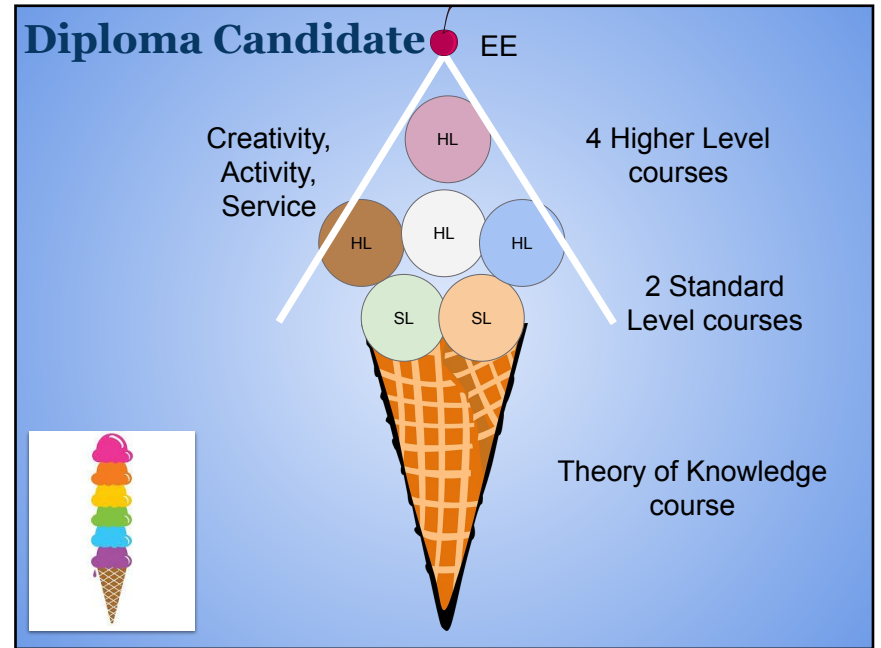 Diploma Candidate
EE
Creativity,
Activity,
Service
HL
4 Higher Level
courses
HL
HL
HL
SL
SL
2 Standard
Level courses
Theory of Knowledge
course